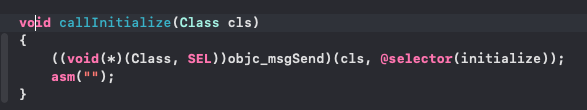 void callInitialize(Class cls)
{
    ((void(*)(Class, SEL))objc_msgSend)(cls, @selector(initialize));
    asm("");
}